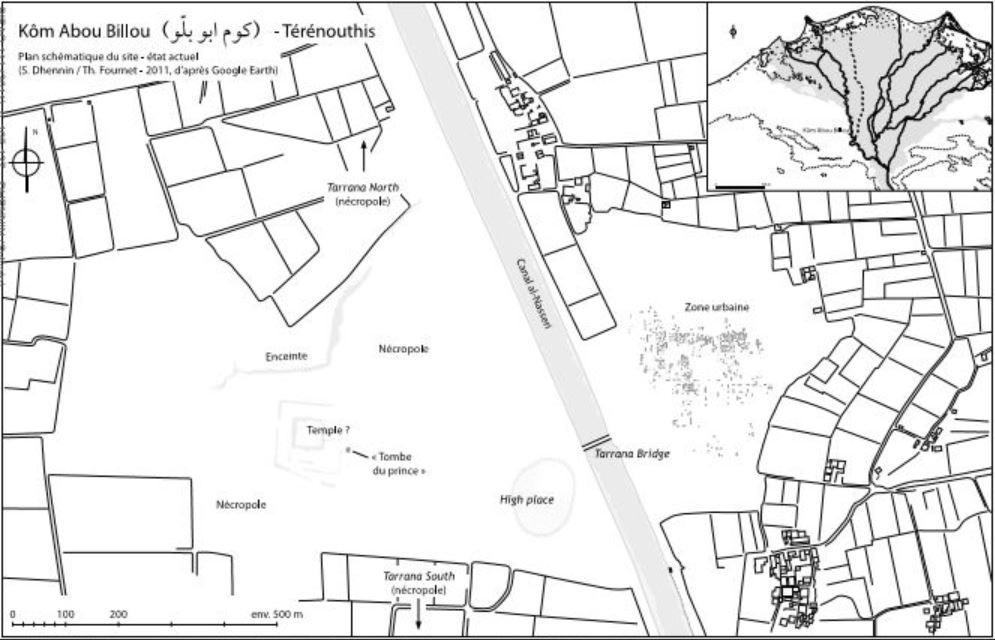 Kôm Abou Billou (كوم ابو بلّو) - Térénouthis
Plan schématique du site - état actuel
(S. Dhennin / Th. Fournet - 2011, d'après Google Earth)
N
Kôm Abou Billou
Tarrana North
(nécropole)
Canal al-Nasseri
Zone urbaine
Enceinte
Nécropole
Temple ?
« Tombe
du prince »
Tarrana Bridge
High place
Nécropole
Tarrana South
(nécropole)
0 100 200 env. 500 m